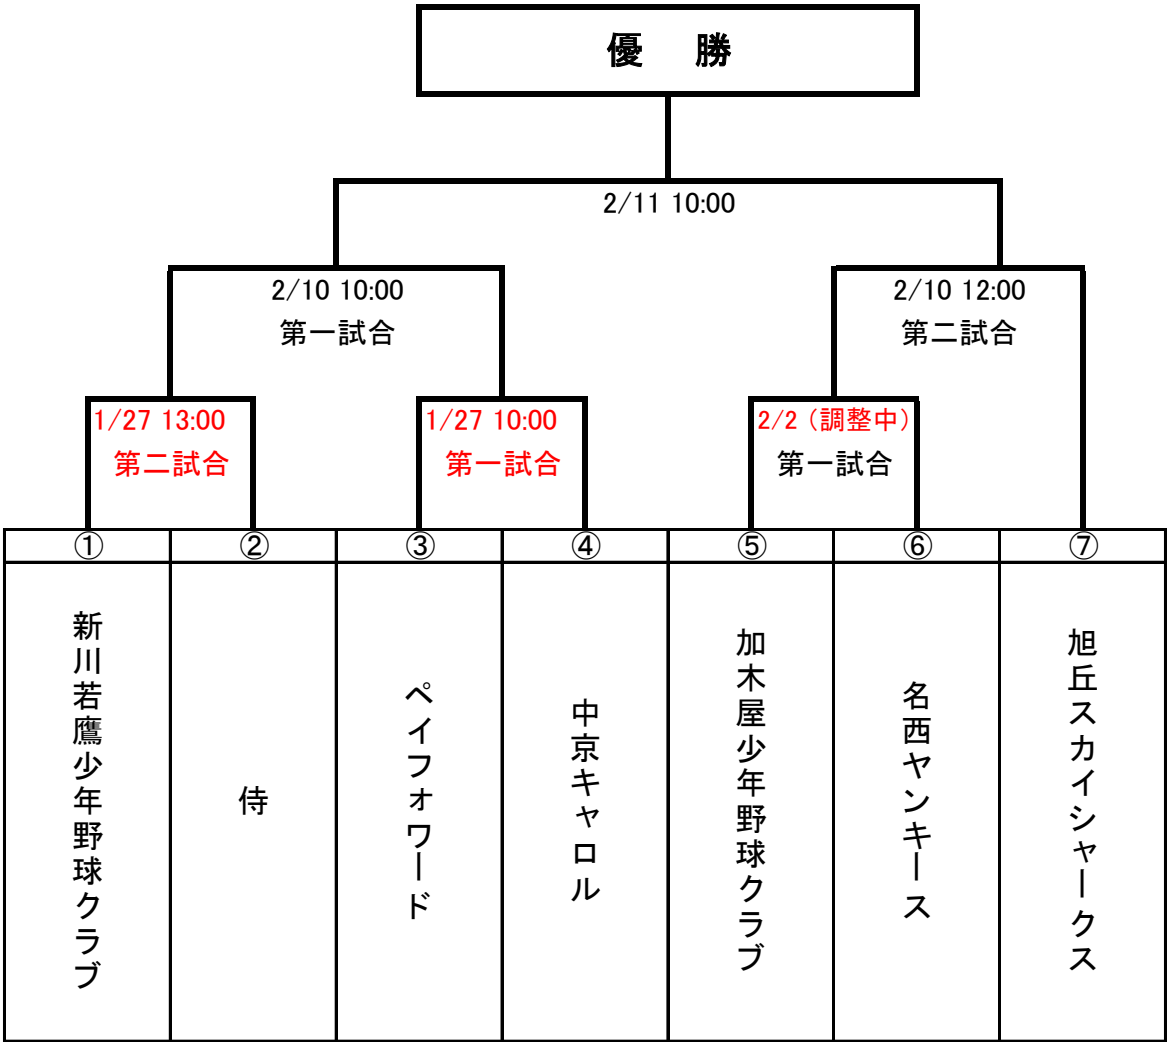 優 勝
2/11 10:00
2/10 10:00
第一試合
2/10 12:00
第二試合
1/27 13:00
第二試合
1/27 10:00
第一試合
2/2 (調整中)
第一試合
① ② ③ ④ ⑤ ⑥ ⑦
新川若鷹少年野球クラブ
侍
ペイフォワード
中京キャロル
加木屋少年野球クラブ
名西ヤンキース
旭丘スカイシャークス